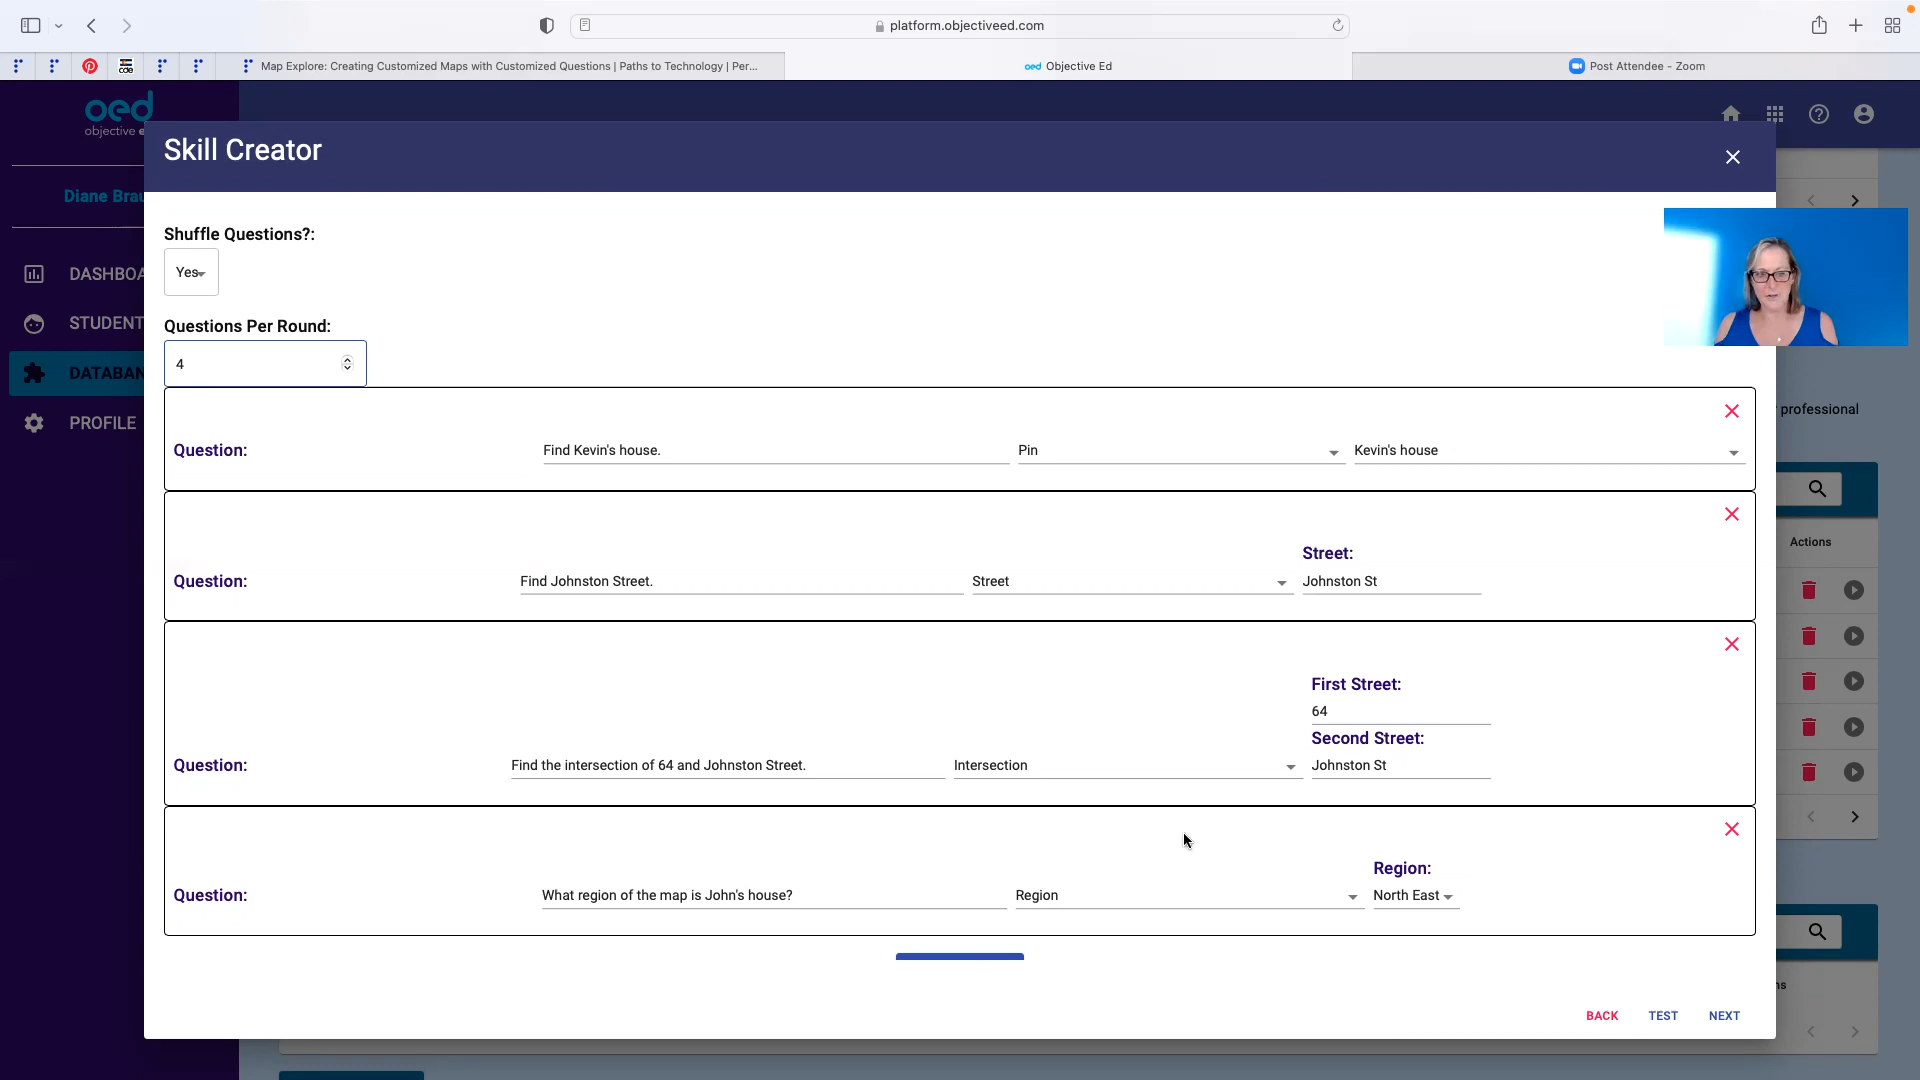 platform.objectiveed.com
Map Explore: Creating Customized Maps with Customized Questions | Paths to Technology | Per...
oed Objective Ed
Post Attendee - Zoom
oed
objective e
Skill Creator
Diane Brau
DASHBOA
STUDENT
DATABAN
PROFILE
Shuffle Questions?:
Yes
Questions Per Round:
4
professional
Question:
Find Kevin's house.
Pin
Kevin's house
Actions
Street:
Question:
Find Johnston Street.
Street
Johnston St
First Street:
64
Second Street:
Question:
Find the intersection of 64 and Johnston Street.
Intersection
Johnston St
Region:
Question:
What region of the map is John's house?
Region
North East
ns
BACK
TEST
NEXT